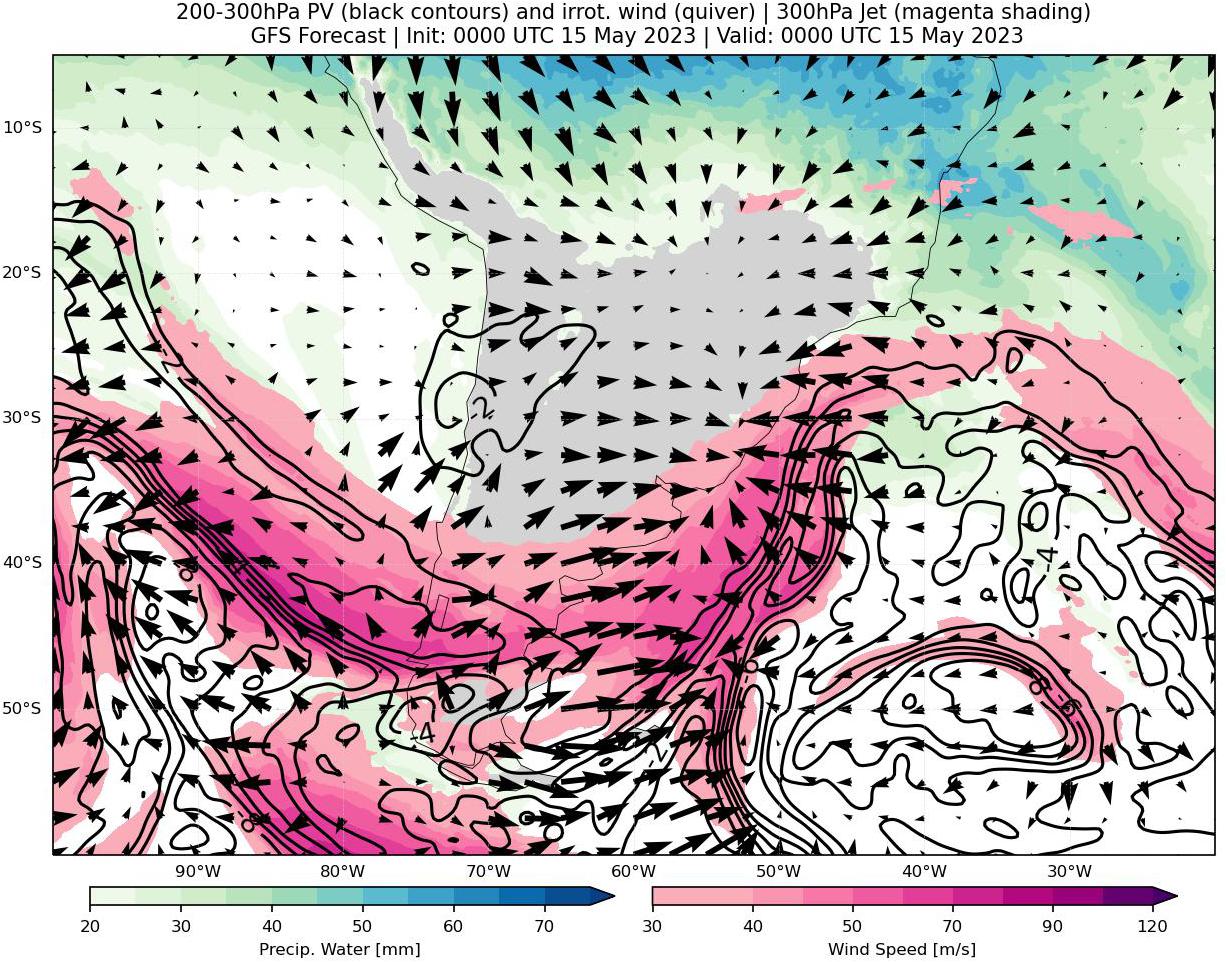 200-300hPa PV (black contours) and irrot. wind (quiver) | 300hPa Jet (magenta shading)
GFS Forecast | Init: 0000 UTC 15 May 2023 | Valid: 0000 UTC 15 May 2023
10°S
20°S
30°S
40°S
50°S
-2
-2
-4
-4
-8
90°W 80°W 70°W 60°W 50°W 40°W 30°W
20 30 40 50 60 70
30 40 50 70 90 120
Precip. Water [mm]
Wind Speed [m/s]